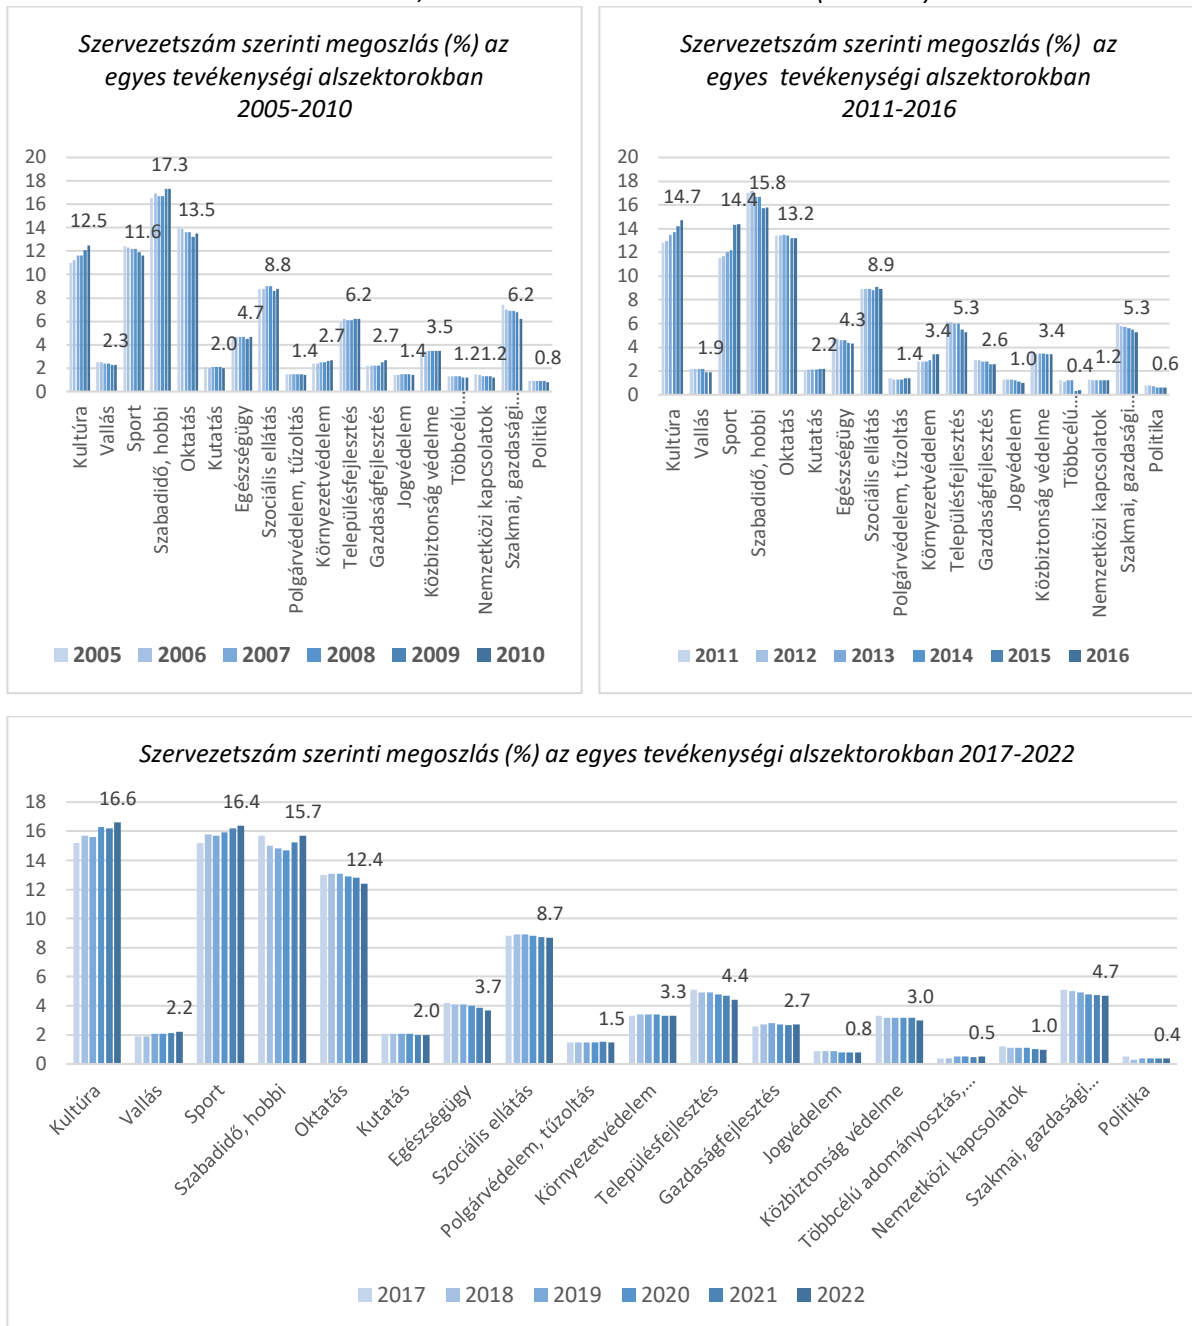 Szervezetszám szerinti megoszlás (%) az
egyes tevékenységi alszektorokban
2005-2010
20
18
16
14
12
10
8
6
4
2
0
12.5
2.3
11.6
17.3
13.5
2.0
4.7
8.8
1.4
2.7
6.2
2.7
1.4
3.5
1.2
1.2
6.2
0.8
Kultúra
Vallás
Sport
Szabadidő, hobbi
Oktatás
Kutatás
Egészségügy
Szociális ellátás
Polgárvédelem, tűzoltás
Környezetvédelem
Településfejlesztés
Gazdaságfejlesztés
Jogvédelem
Közbiztonság védelme
Többcélú…
Nemzetközi kapcsolatok
Szakmai, gazdasági…
Politika
2005 2006 2007 2008 2009 2010
Szervezetszám szerinti megoszlás (%) az
egyes tevékenységi alszektorokban
2011-2016
20
18
16
14
12
10
8
6
4
2
0
14.7
1.9
14.4
15.8
13.2
2.2
4.3
8.9
1.4
3.4
5.3
2.6
1.0
3.4
0.4
1.2
5.3
0.6
Kultúra
Vallás
Sport
Szabadidő, hobbi
Oktatás
Kutatás
Egészségügy
Szociális ellátás
Polgárvédelem, tűzoltás
Környezetvédelem
Településfejlesztés
Gazdaságfejlesztés
Jogvédelem
Közbiztonság védelme
Többcélú…
Nemzetközi kapcsolatok
Szakmai, gazdasági…
Politika
2011 2012 2013 2014 2015 2016
Szervezetszám szerinti megoszlás (%) az egyes tevékenységi alszektorokban 2017-2022
18
16
14
12
10
8
6
4
2
0
16.6
2.2
16.4
15.7
12.4
2.0
3.7
8.7
1.5
3.3
4.4
2.7
0.8
3.0
0.5
1.0
4.7
0.4
Kultúra
Vallás
Sport
Szabadidő, hobbi
Oktatás
Kutatás
Egészségügy
Szociális ellátás
Polgárvédelem, tűzoltás
Környezetvédelem
Településfejlesztés
Gazdaságfejlesztés
Jogvédelem
Közbiztonság védelme
Többcélú adományosztás,…
Nemzetközi kapcsolatok
Szakmai, gazdasági…
Politika
2017 2018 2019 2020 2021 2022